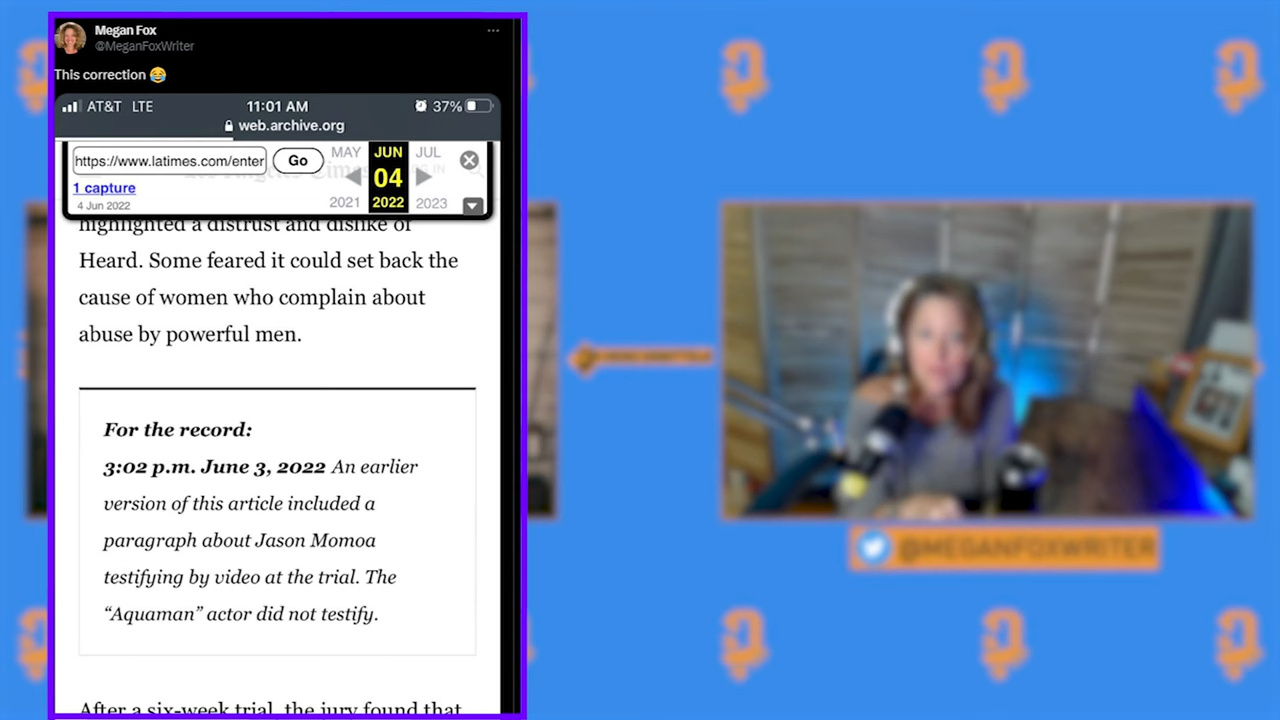 Megan Fox
@MeganFoxWriter
This correction 😂
AT&T LTE
11:01 AM
37%
web.archive.org
https://www.latimes.com/enter
Go
MAY
JUN
JUL
04
1 capture
4 Jun 2022
2021
2022
2023
highlighted a distrust and dislike of
Heard. Some feared it could set back the
cause of women who complain about
abuse by powerful men.
For the record:
3:02 p.m. June 3, 2022 An earlier
version of this article included a
paragraph about Jason Momoa
testifying by video at the trial. The
“Aquaman” actor did not testify.
After a six-week trial, the jury found that
@MEGANFOXWRITER